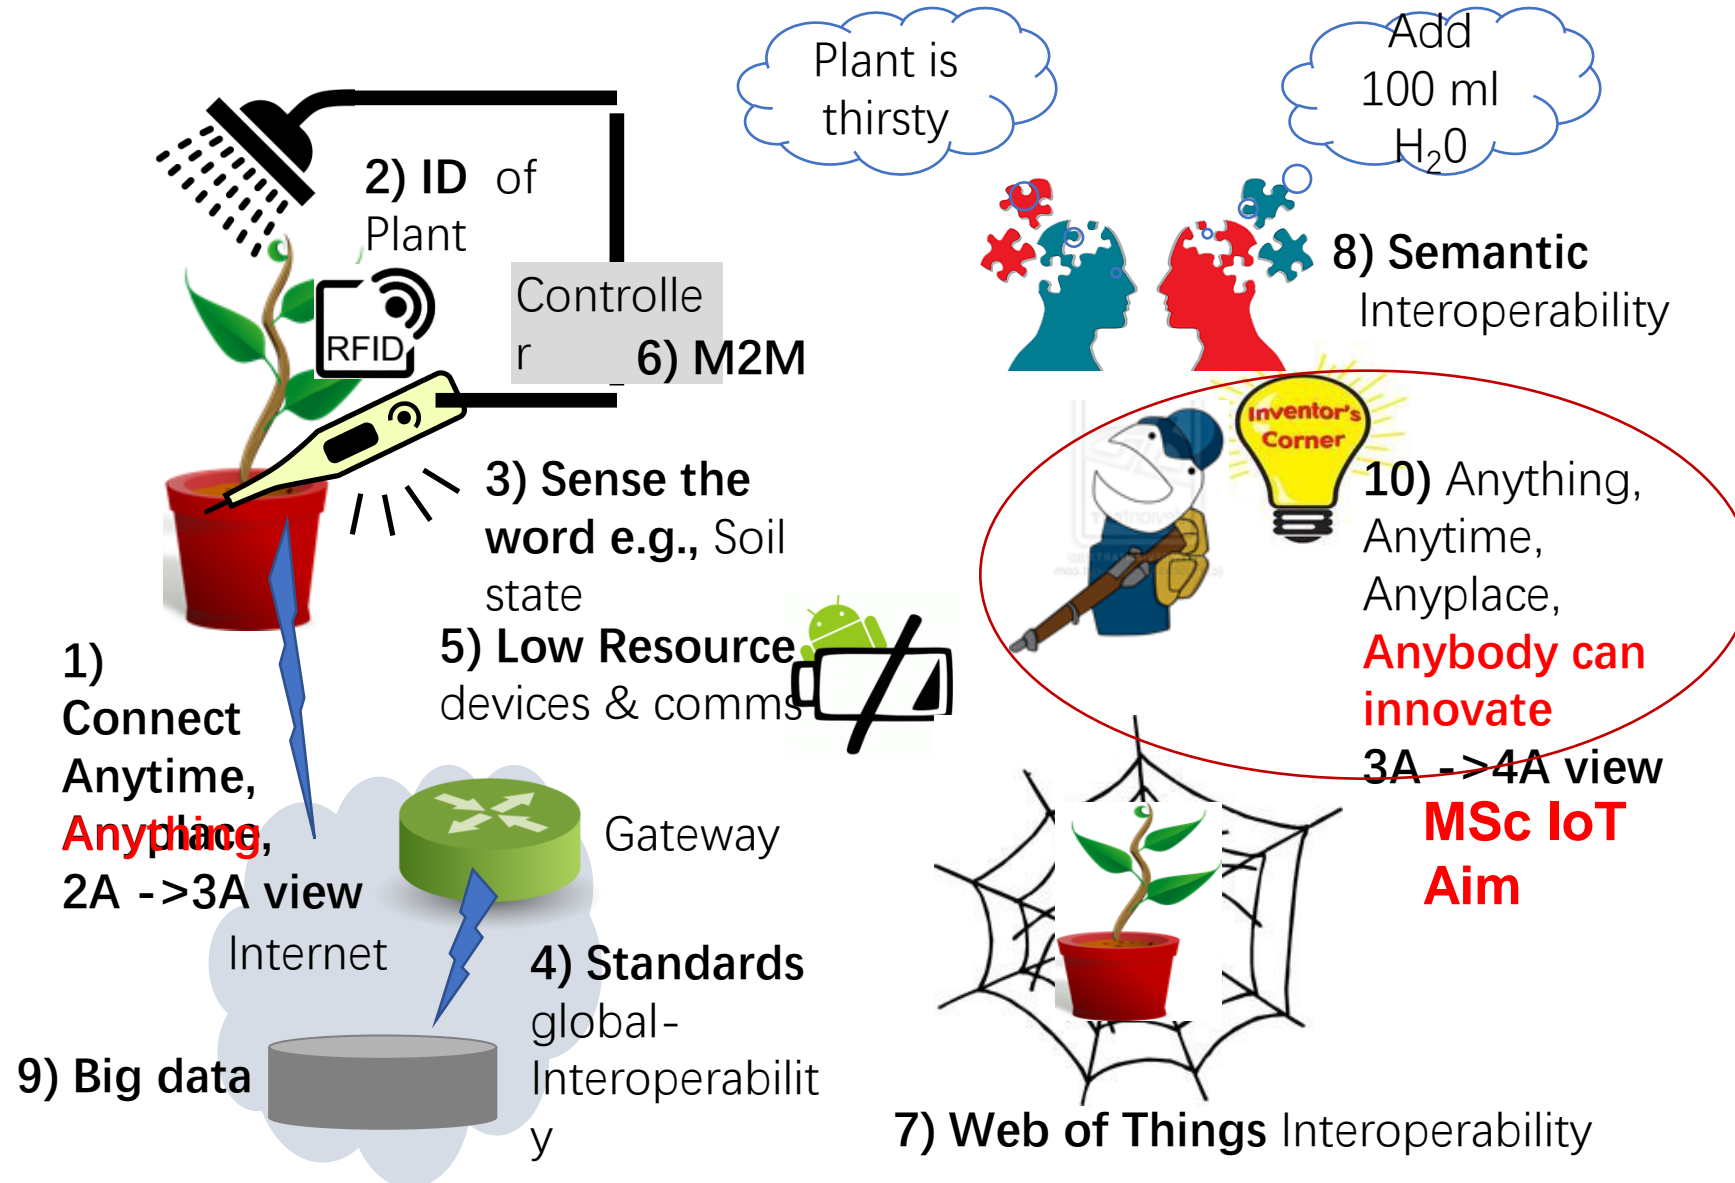 Plant is
thirsty
Add
100 ml
H₂0
2) ID of
Plant
RFID
Controlle
r
6) M2M
8) Semantic
Interoperability
Inventor's
Corner
3) Sense the
word e.g., Soil
state
10) Anything,
Anytime,
Anyplace,
Anybody can
innovate
3A ->4A view
MSc IoT
Aim
5) Low Resource
devices & comms
1)
Connect
Anytime,
Anyplace,
Anything
2A ->3A view
Gateway
Internet
4) Standards
global-
Interoperabilit
y
9) Big data
7) Web of Things Interoperability